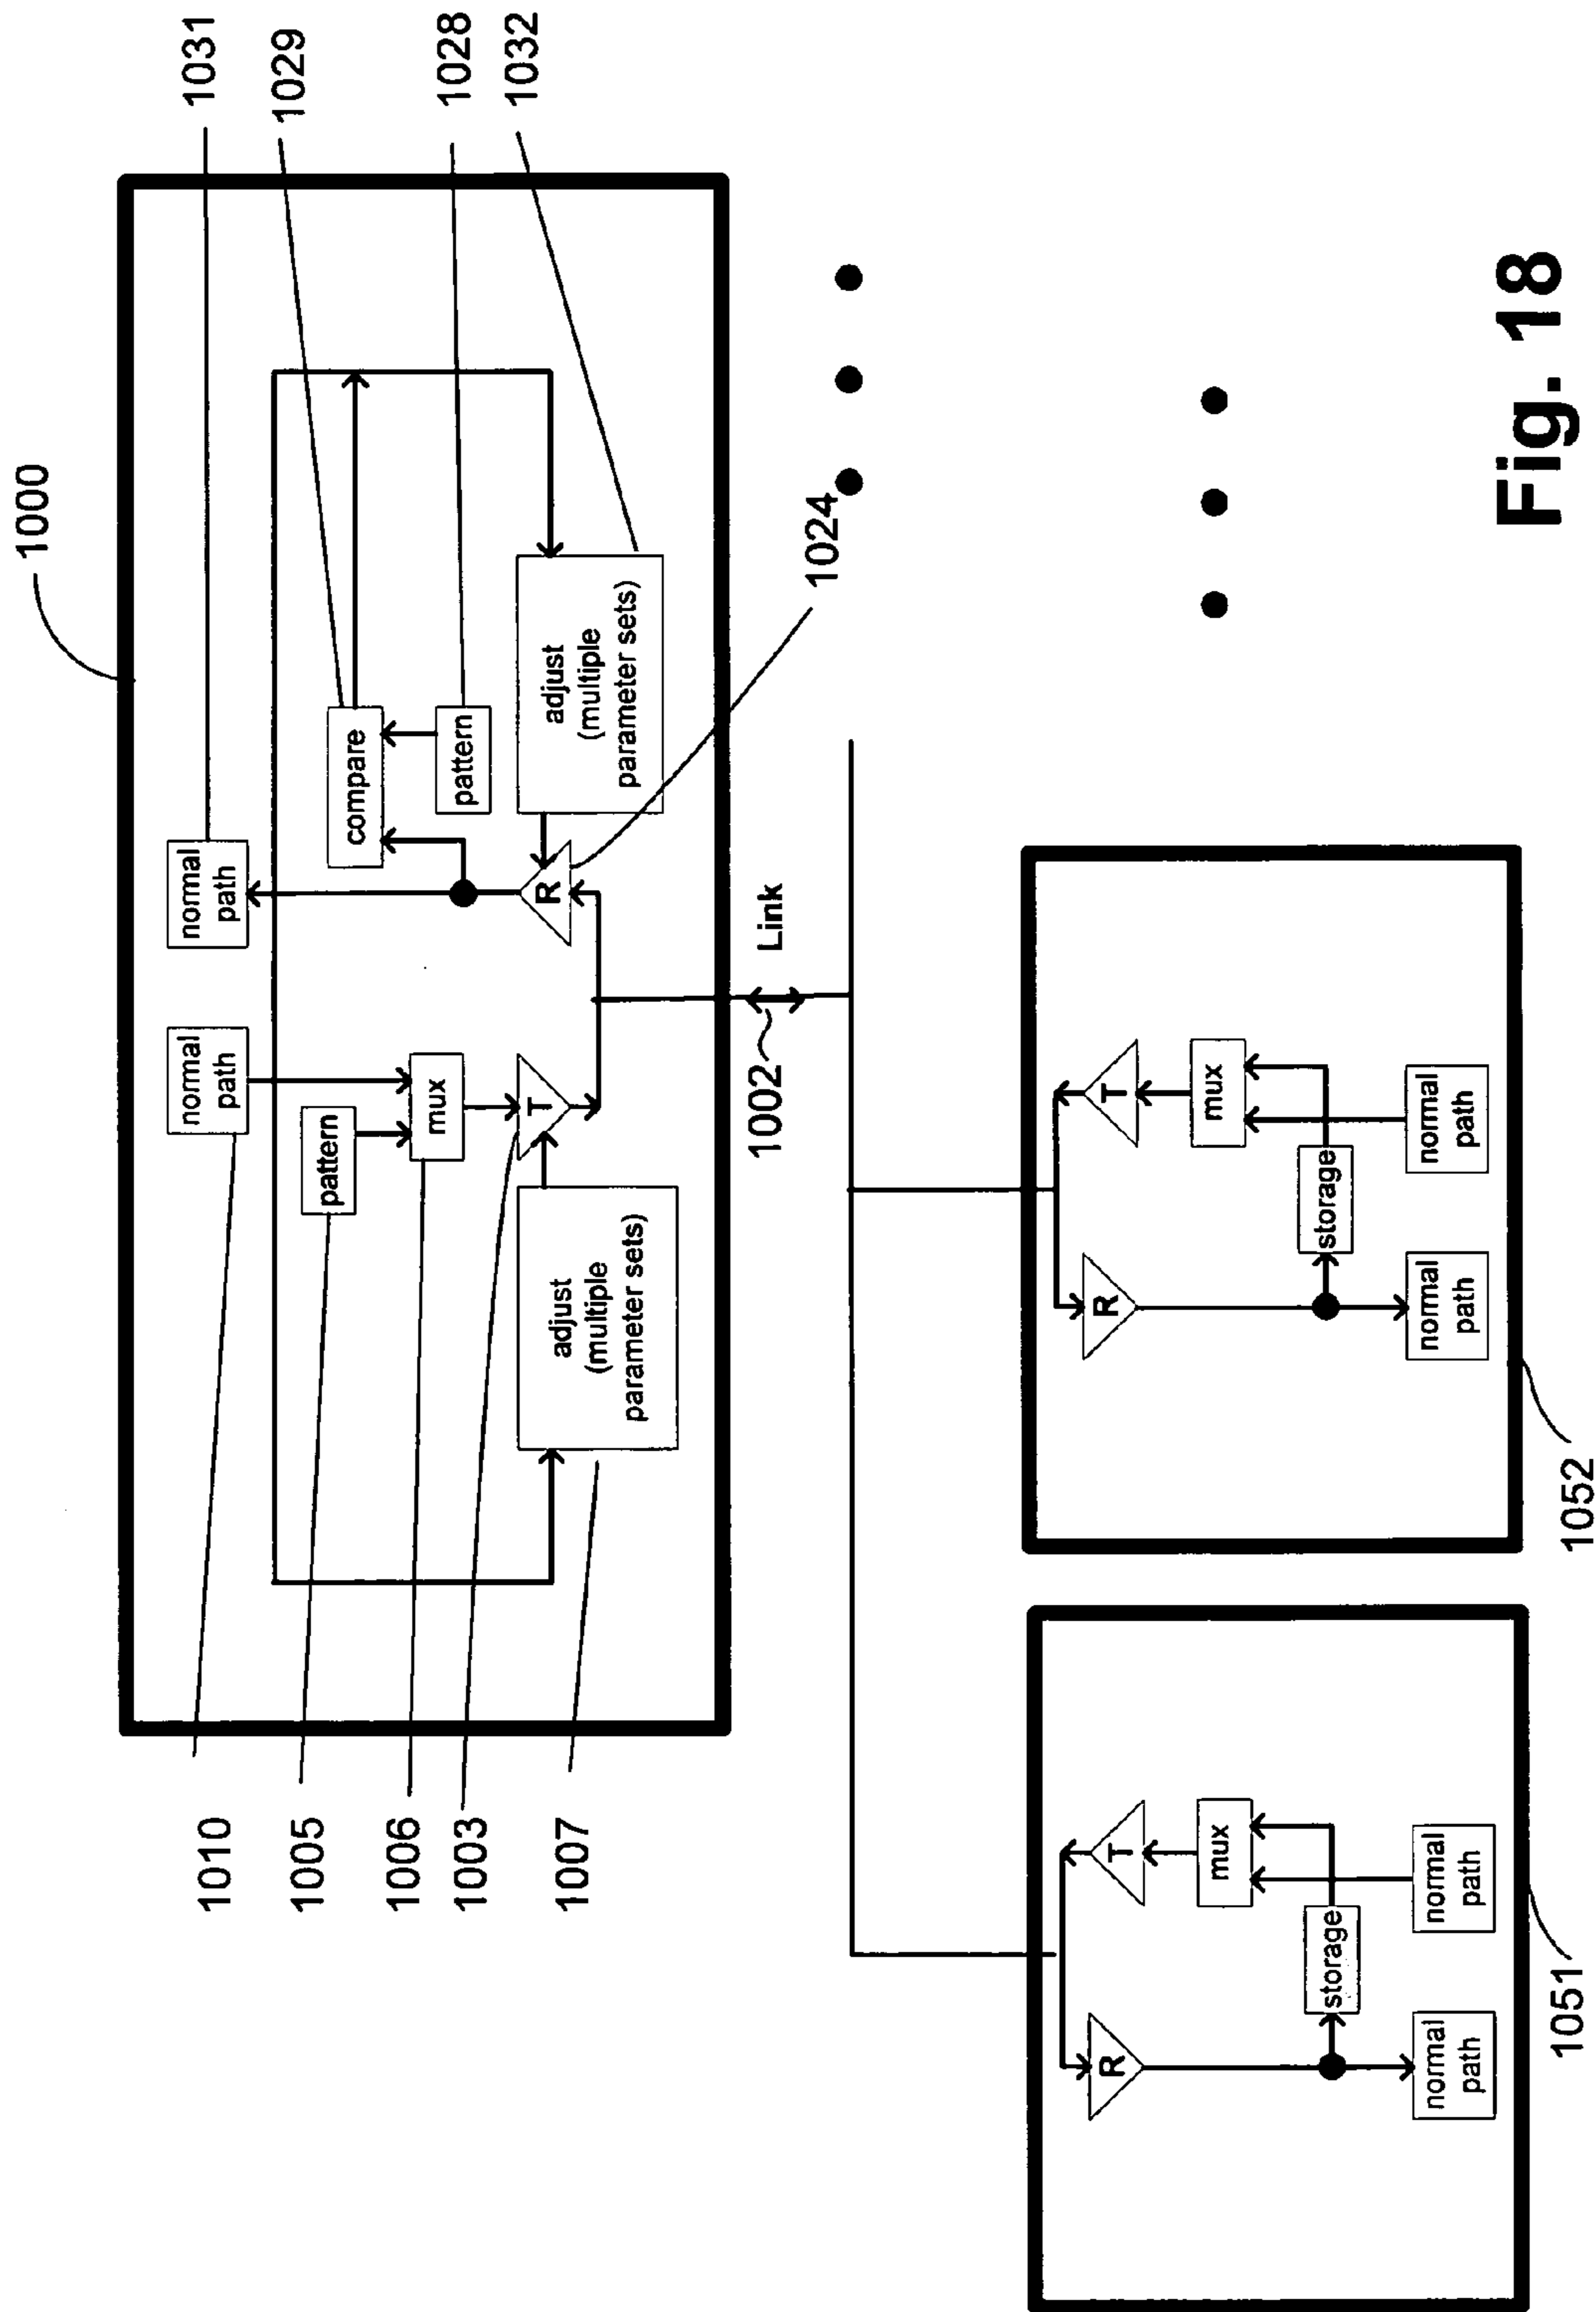 1000
1031
1029
1028
1032
1010
1005
1006
1003
1007
normal
path
normal
path
pattern
mux
T
adjust
(multiple
parameter sets)
compare
pattern
R
adjust
(multiple
parameter sets)
1024
1002
Link
R
T
mux
storage
normal
path
normal
path
1051
R
T
mux
storage
normal
path
normal
path
1052
Fig. 18